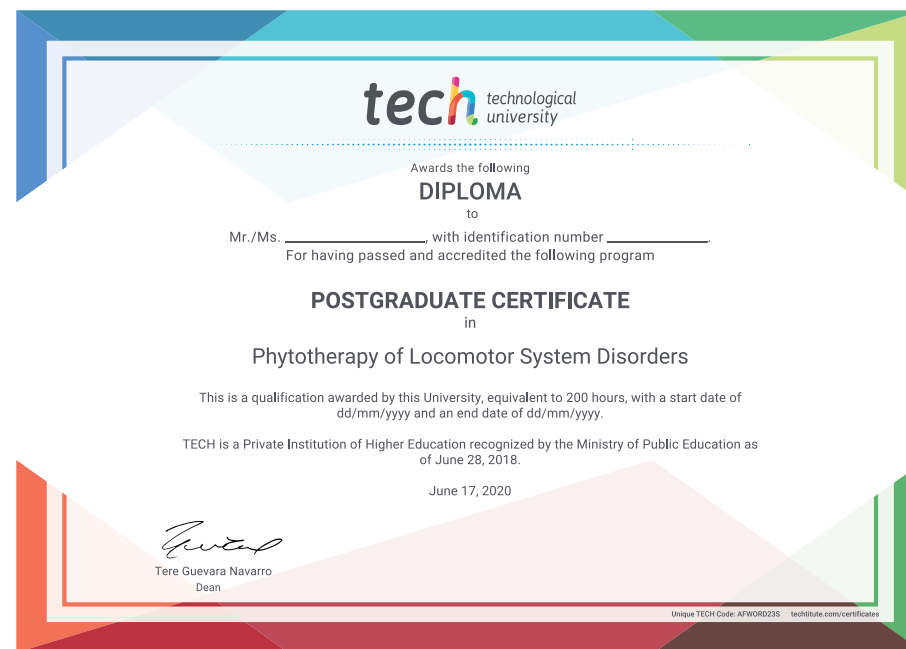 tech technological
university
Awards the following
DIPLOMA
to
Mr./Ms. ____________________, with identification number ______________.
For having passed and accredited the following program
POSTGRADUATE CERTIFICATE
in
Phytotherapy of Locomotor System Disorders
This is a qualification awarded by this University, equivalent to 200 hours, with a start date of
dd/mm/yyyy and an end date of dd/mm/yyyy.
TECH is a Private Institution of Higher Education recognized by the Ministry of Public Education as
of June 28, 2018.
June 17, 2020
Tere Guevara Navarro
Dean
Unique TECH Code: AFWORD23S techtitute.com/certificates